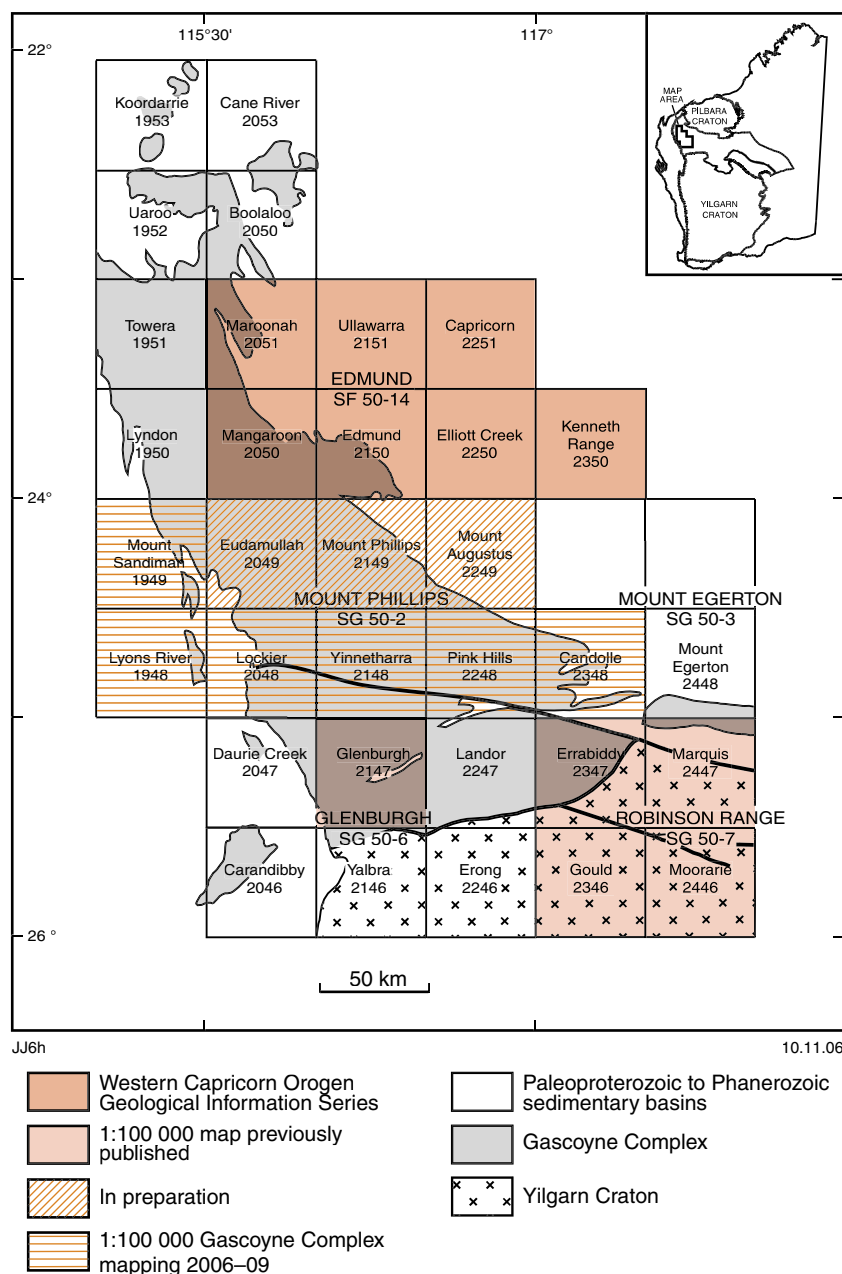 115°30'
117°
22°
MAP
AREA
PILBARA
CRATON
YILGARN
CRATON
Koordarrie
1953
Cane River
2053
Uaroo
1952
Boolaloo
2050
Towera
1951
Maroonah
2051
Ullawarra
2151
Capricorn
2251
EDMUND
SF 50-14
Lyndon
1950
Mangaroon
2050
Edmund
2150
Elliott Creek
2250
Kenneth
Range
2350
24°
Mount
Sandiman
1949
Eudamullah
2049
Mount Phillips
2149
Mount
Augustus
2249
MOUNT PHILLIPS
SG 50-2
MOUNT EGERTON
SG 50-3
Lyons River
1948
Lockier
2048
Yinnetharra
2148
Pink Hills
2248
Candolle
2348
Mount
Egerton
2448
Daurie Creek
2047
Glenburgh
2147
Landor
2247
Errabiddy
2347
Marquis
2447
GLENBURGH
SG 50-6
ROBINSON RANGE
SG 50-7
Carandibby
2046
Yalbra
2146
Erong
2246
Gould
2346
Moorarie
2446
26°
50 km
JJ6h
10.11.06
Western Capricorn Orogen
Geological Information Series
1:100 000 map previously
published
In preparation
1:100 000 Gascoyne Complex
mapping 2006–09
Paleoproterozoic to Phanerozoic
sedimentary basins
Gascoyne Complex
Yilgarn Craton